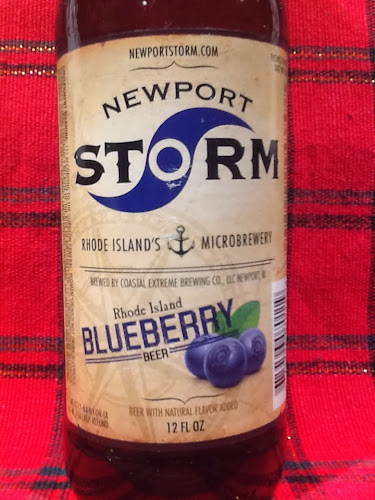 NEWPORTSTORM.COM
NEWPORT
STORM
RHODE ISLAND'S MICROBREWERY
BREWED BY COASTAL EXTREME BREWING CO., LLC NEWPORT, RI
Rhode Island
BLUEBERRY
BEER
BEER WITH NATURAL FLAVOR ADDED
12 FL OZ